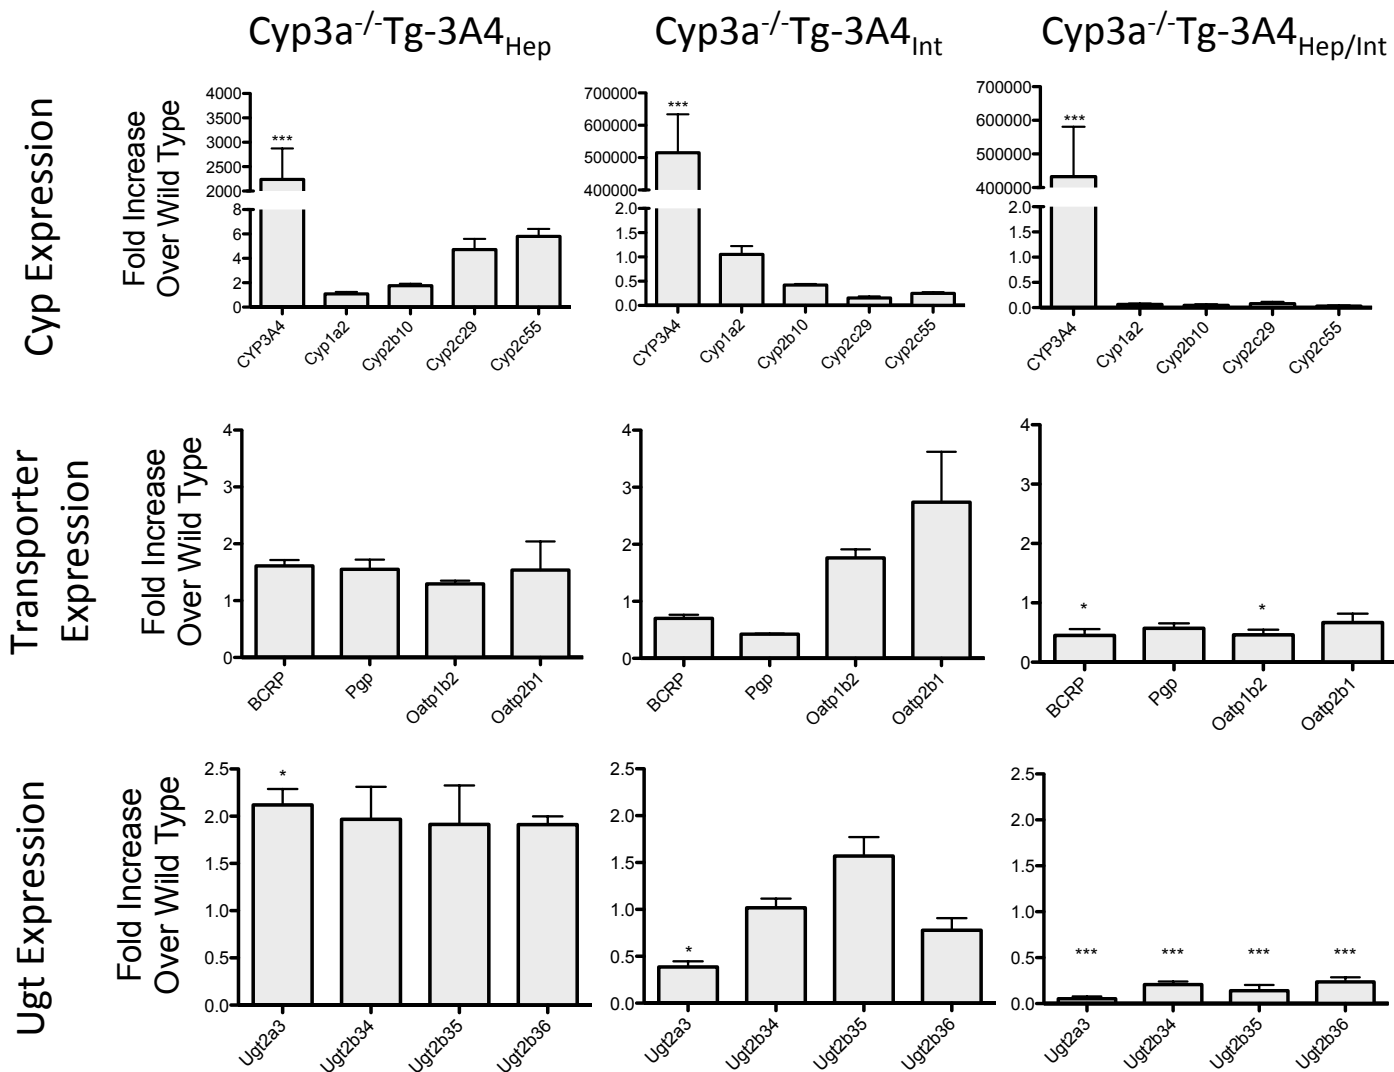 Cyp3a-/-Tg-3A4Hep
Cyp3a-/-Tg-3A4Int
Cyp3a-/-Tg-3A4Hep/Int
Cyp Expression
Fold Increase
Over Wild Type
4000
3500
3000
2500
2000
8
6
4
2
0
***
CYP3A4
Cyp1a2
Cyp2b10
Cyp2c29
Cyp2c55
700000
600000
500000
400000
2.0
1.5
1.0
0.5
0.0
***
CYP3A4
Cyp1a2
Cyp2b10
Cyp2c29
Cyp2c55
700000
600000
500000
400000
2.0
1.5
1.0
0.5
0.0
***
CYP3A4
Cyp1a2
Cyp2b10
Cyp2c29
Cyp2c55
Transporter
Expression
Fold Increase
Over Wild Type
4
3
2
1
0
BCRP
Pgp
Oatp1b2
Oatp2b1
4
3
2
1
0
BCRP
Pgp
Oatp1b2
Oatp2b1
4
3
2
1
0
* *
BCRP
Pgp
Oatp1b2
Oatp2b1
Ugt Expression
Fold Increase
Over Wild Type
2.5
2.0
1.5
1.0
0.5
0.0
*
Ugt2a3
Ugt2b34
Ugt2b35
Ugt2b36
2.5
2.0
1.5
1.0
0.5
0.0
*
Ugt2a3
Ugt2b34
Ugt2b35
Ugt2b36
2.5
2.0
1.5
1.0
0.5
0.0
*** *** *** ***
Ugt2a3
Ugt2b34
Ugt2b35
Ugt2b36